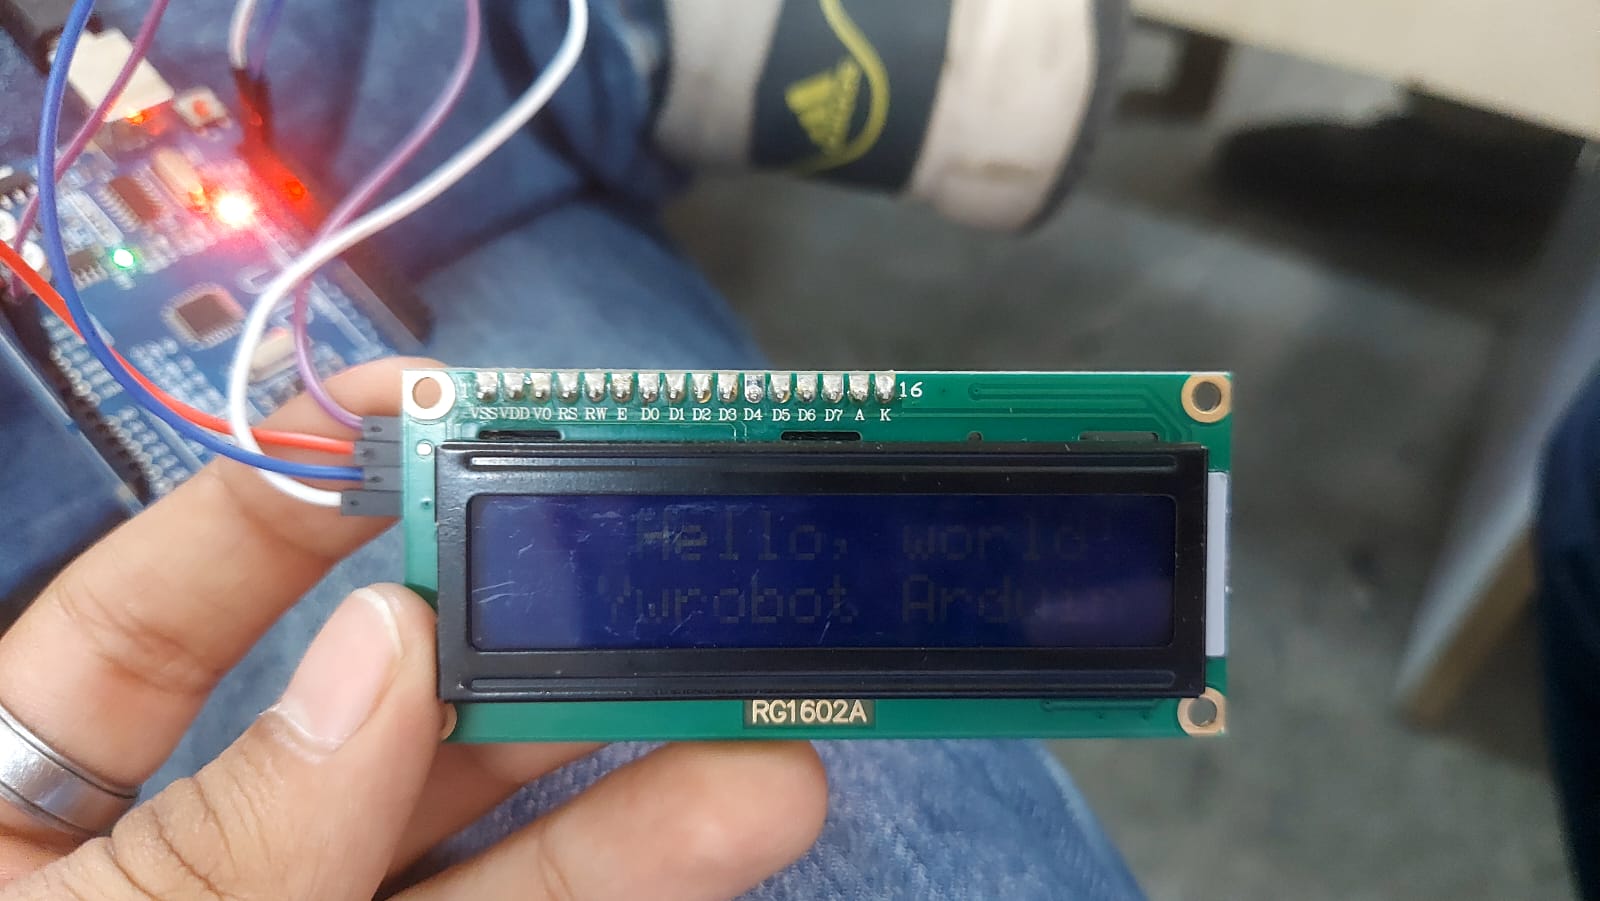 1 16
VSS VDD V0 RS RW E D0 D1 D2 D3 D4 D5 D6 D7 A K
Hello, world
Ywrobot Arduin
RG1602A